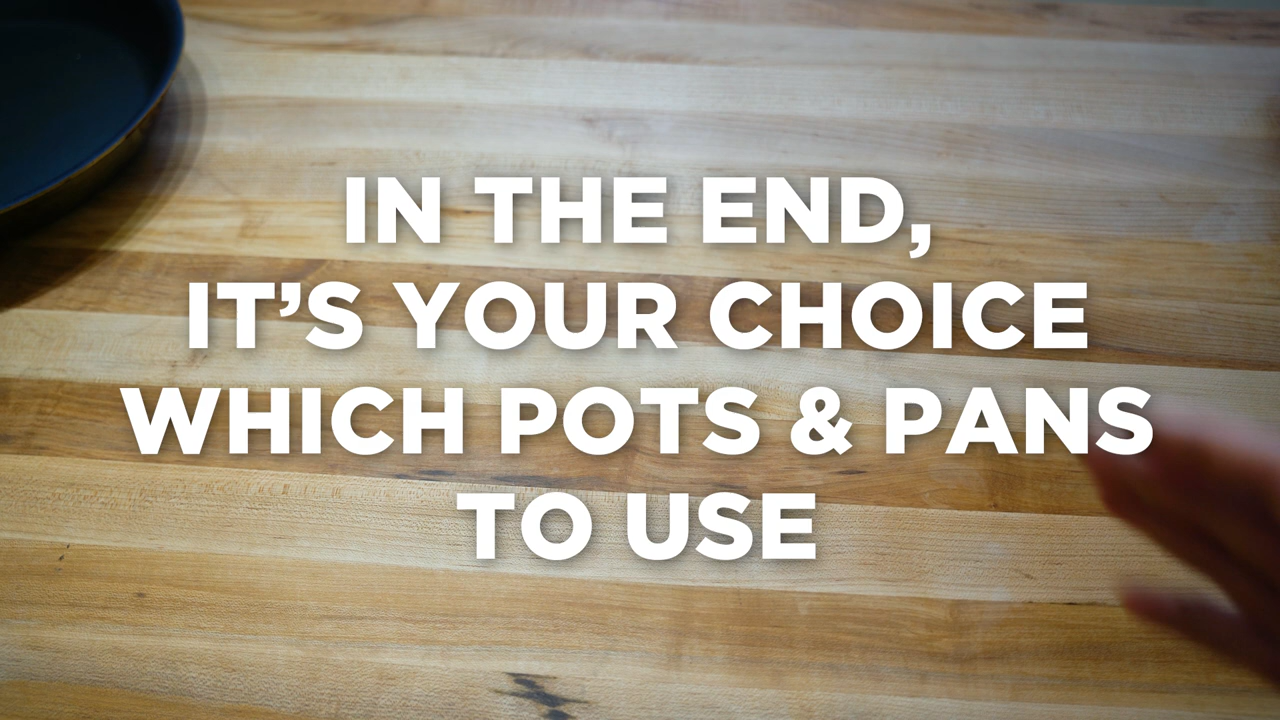 IN THE END,
IT’S YOUR CHOICE
WHICH POTS & PANS
TO USE